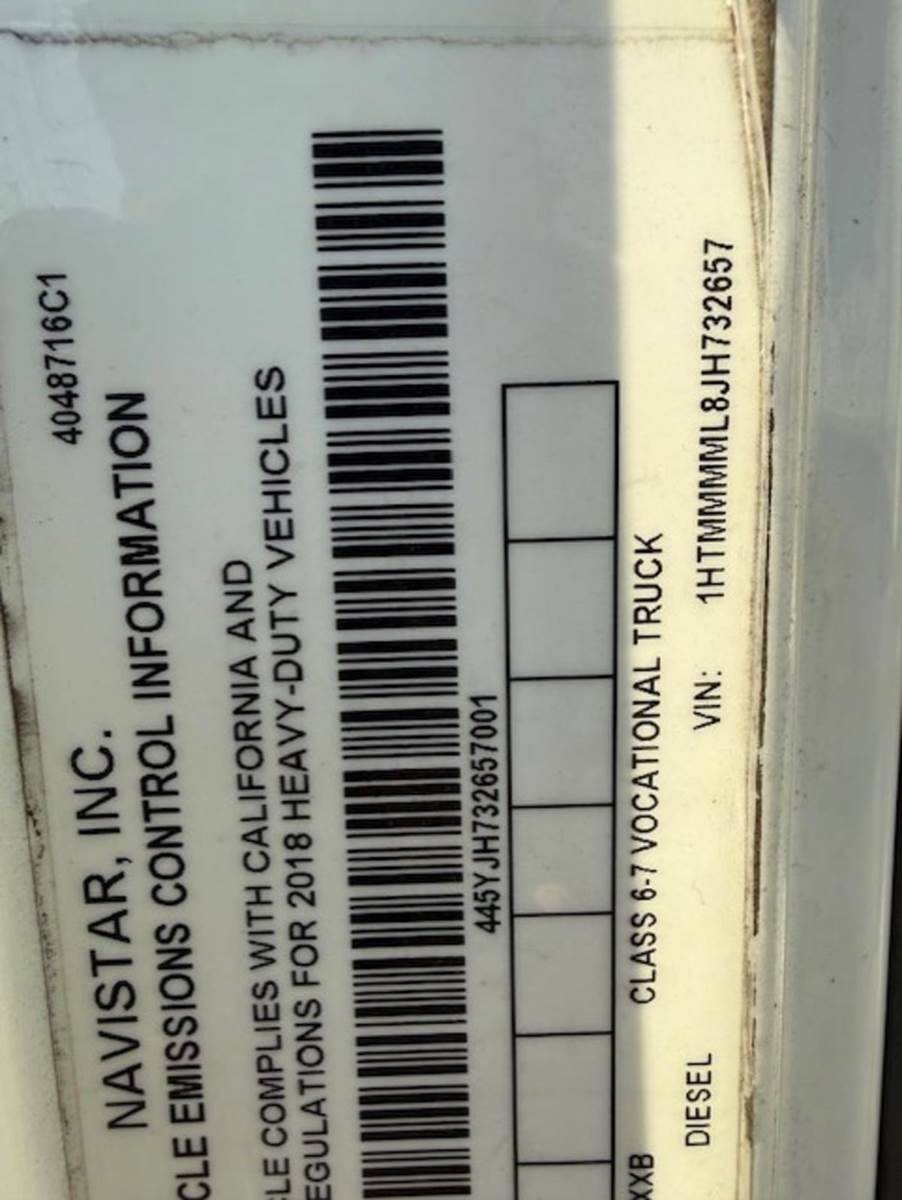 4048716C1
NAVISTAR, INC.
CLE EMISSIONS CONTROL INFORMATION
CLE COMPLIES WITH CALIFORNIA AND
EGULATIONS FOR 2018 HEAVY-DUTY VEHICLES
445YJH732657001
XXB CLASS 6-7 VOCATIONAL TRUCK
DIESEL VIN: 1HTMMMML8JH732657